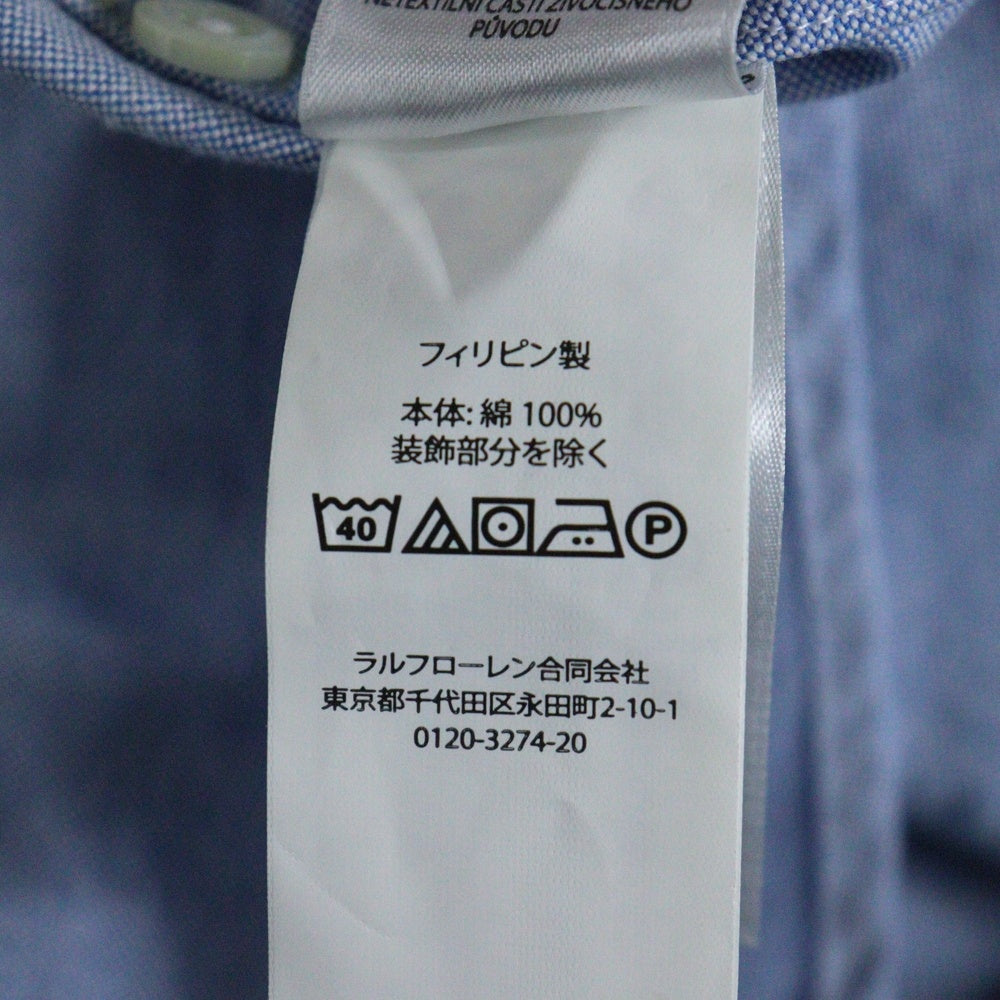 NETEXTILNÍ ČÁSTI ŽIVOČIŠNÉHO
PŮVODU
フィリピン製
本体: 綿 100%
装飾部分を除く
40 P
ラルフローレン合同会社
東京都千代田区永田町2-10-1
0120-3274-20